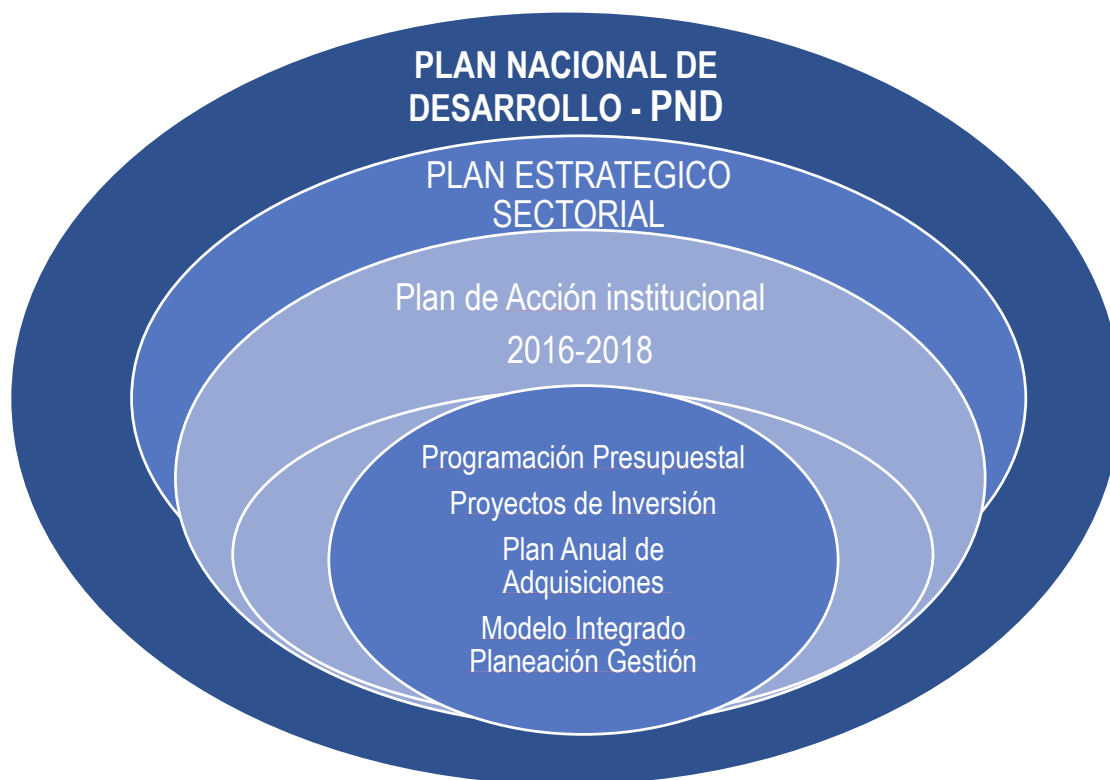 PLAN NACIONAL DE
DESARROLLO - PND
PLAN ESTRATEGICO
SECTORIAL
Plan de Acción institucional
2016-2018
Programación Presupuestal
Proyectos de Inversión
Plan Anual de
Adquisiciones
Modelo Integrado
Planeación Gestión